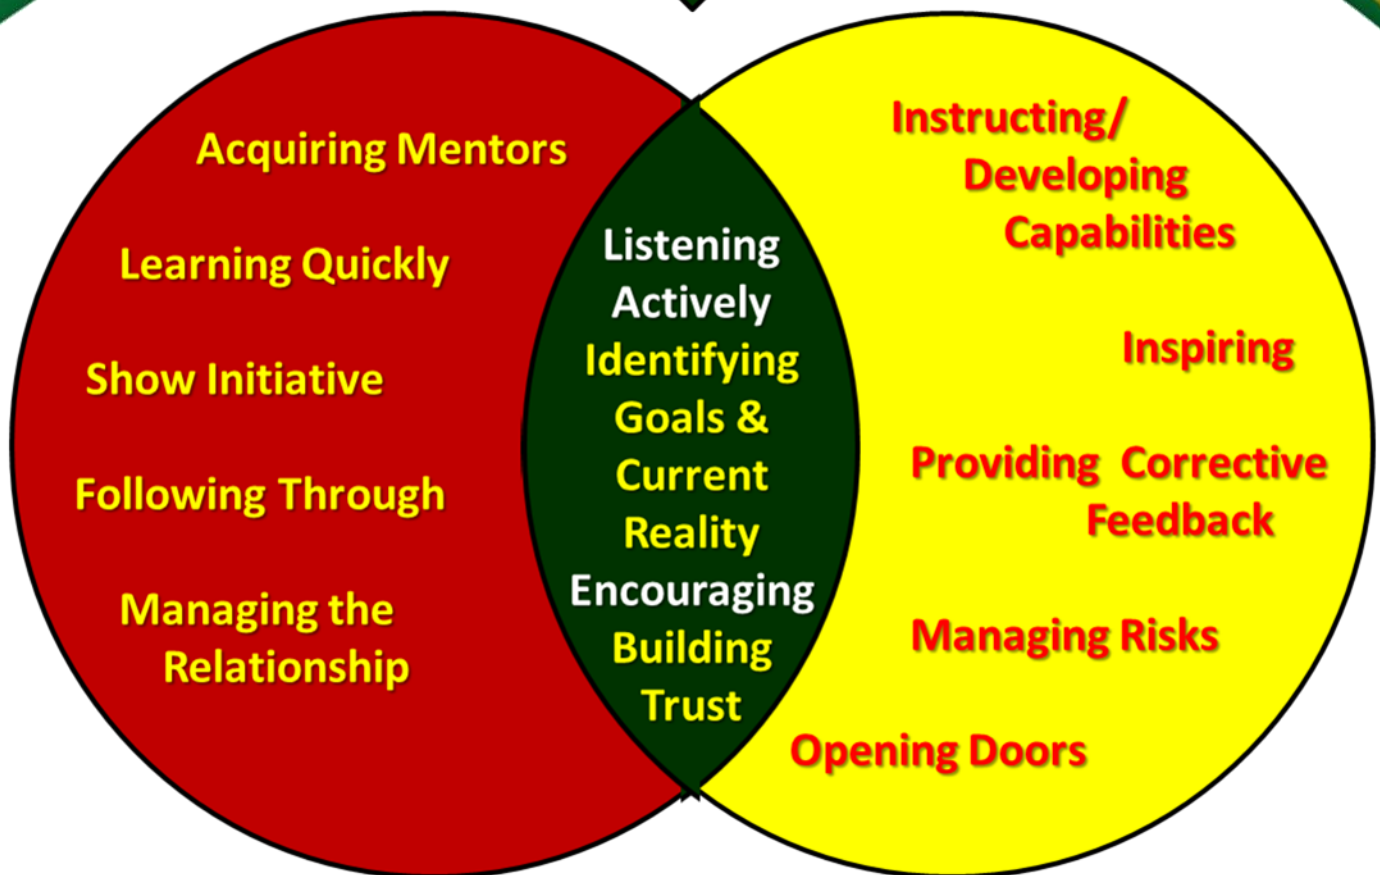 Acquiring Mentors
Learning Quickly
Show Initiative
Following Through
Managing the
Relationship
Listening
Actively
Identifying
Goals &
Current
Reality
Encouraging
Building
Trust
Instructing/
Developing
Capabilities
Inspiring
Providing Corrective
Feedback
Managing Risks
Opening Doors